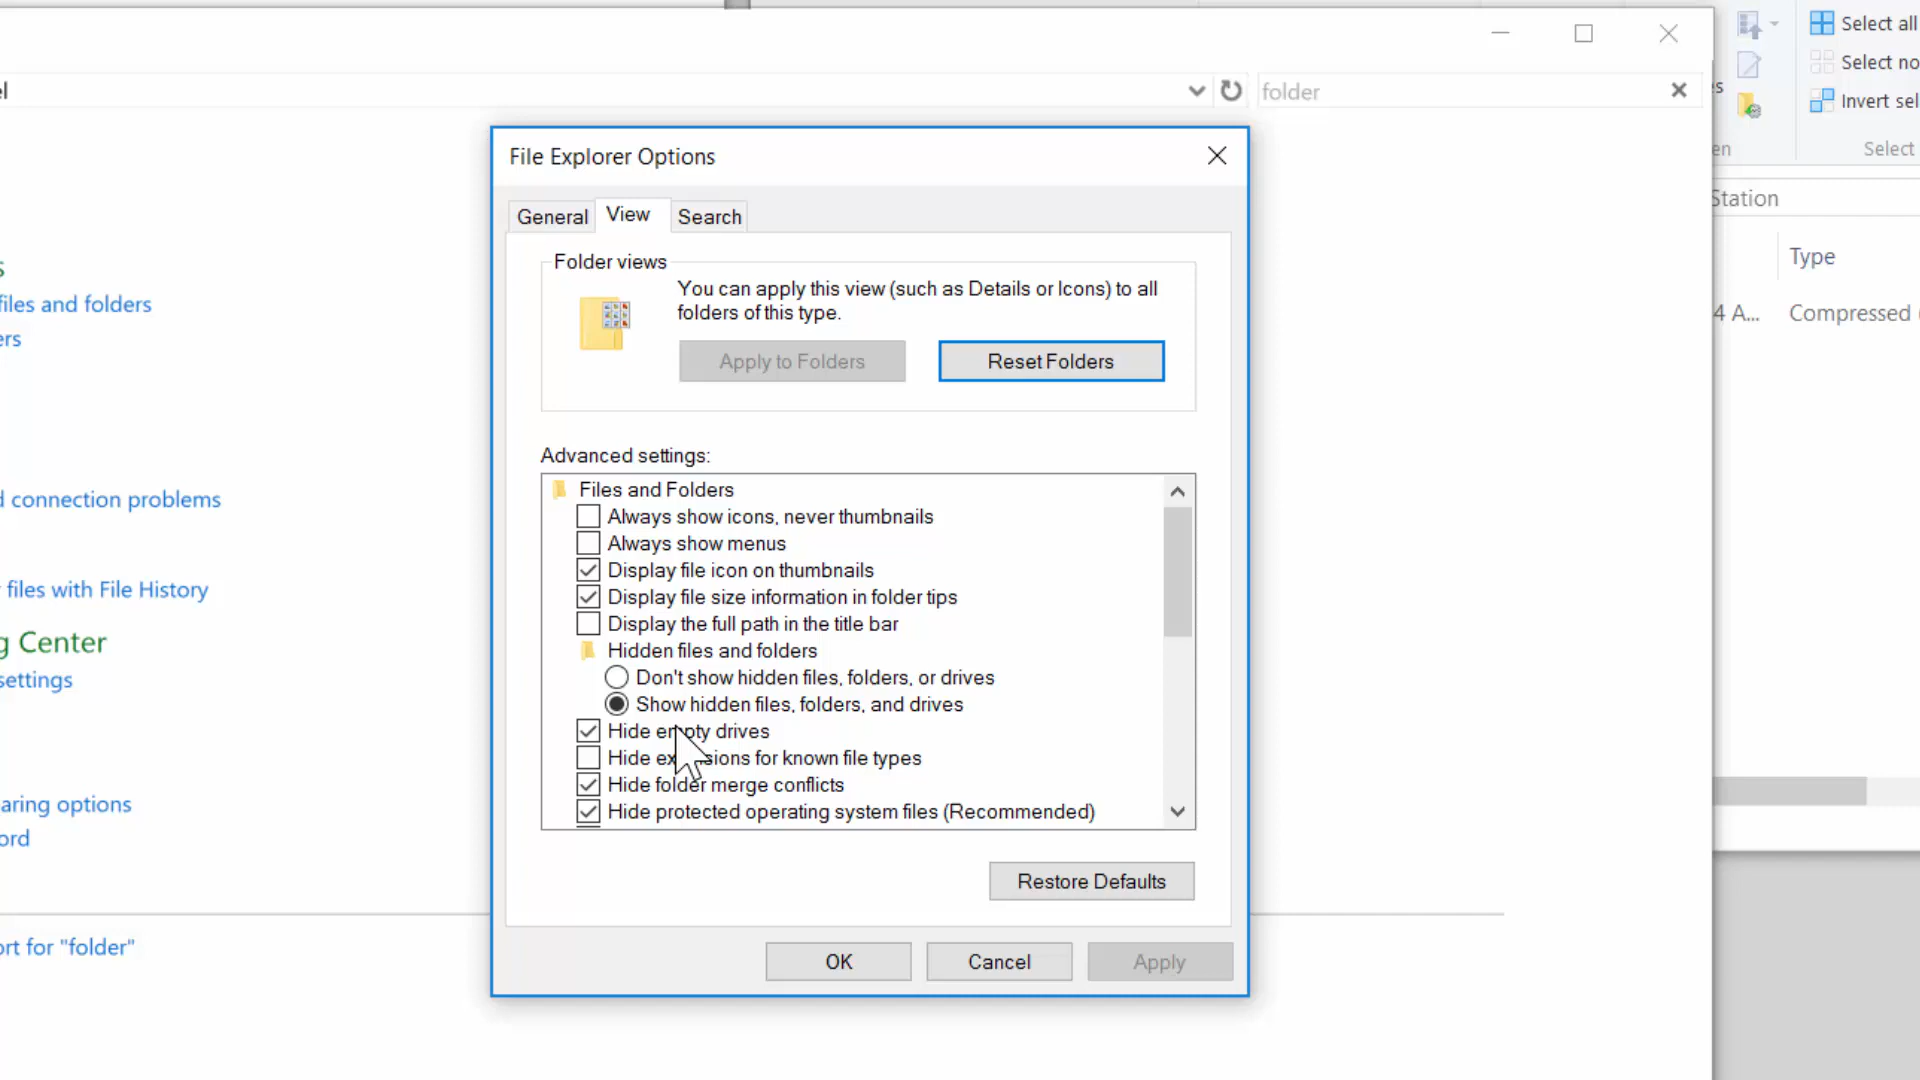 folder
Select all
Select
Invert
Select
Station
Type
4 A... Compressed
File Explorer Options
General View Search
Folder views
You can apply this view (such as Details or Icons) to all
folders of this type.
Apply to Folders
Reset Folders
Advanced settings:
Files and Folders
Always show icons, never thumbnails
Always show menus
Display file icon on thumbnails
Display file size information in folder tips
Display the full path in the title bar
Hidden files and folders
Don't show hidden files, folders, or drives
Show hidden files, folders, and drives
Hide empty drives
Hide extensions for known file types
Hide folder merge conflicts
Hide protected operating system files (Recommended)
Restore Defaults
OK
Cancel
Apply
files and folders
connection problems
files with File History
Center
settings
aring options
ord
for "folder"